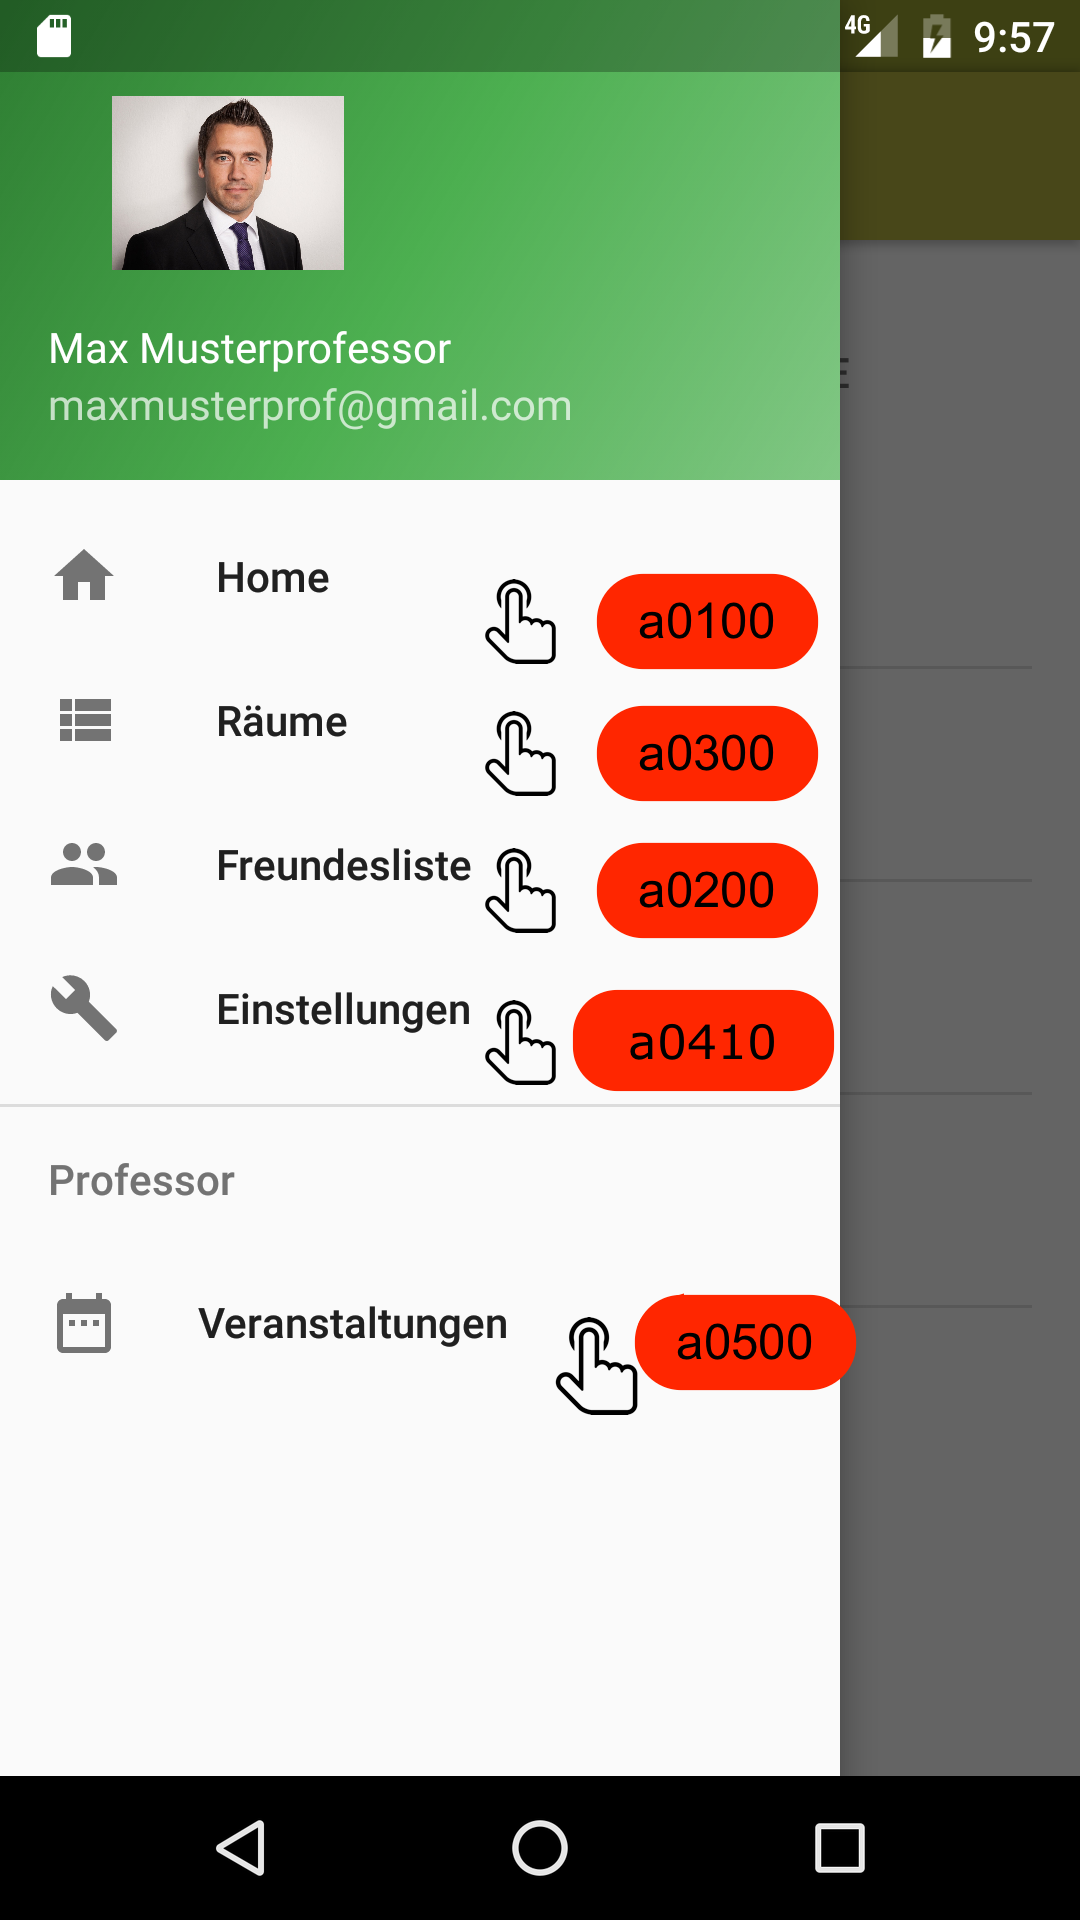 4G 9:57
Max Musterprofessor
maxmusterprof@gmail.com
E
Home a0100
Räume a0300
Freundesliste a0200
Einstellungen a0410
Professor
Veranstaltungen a0500